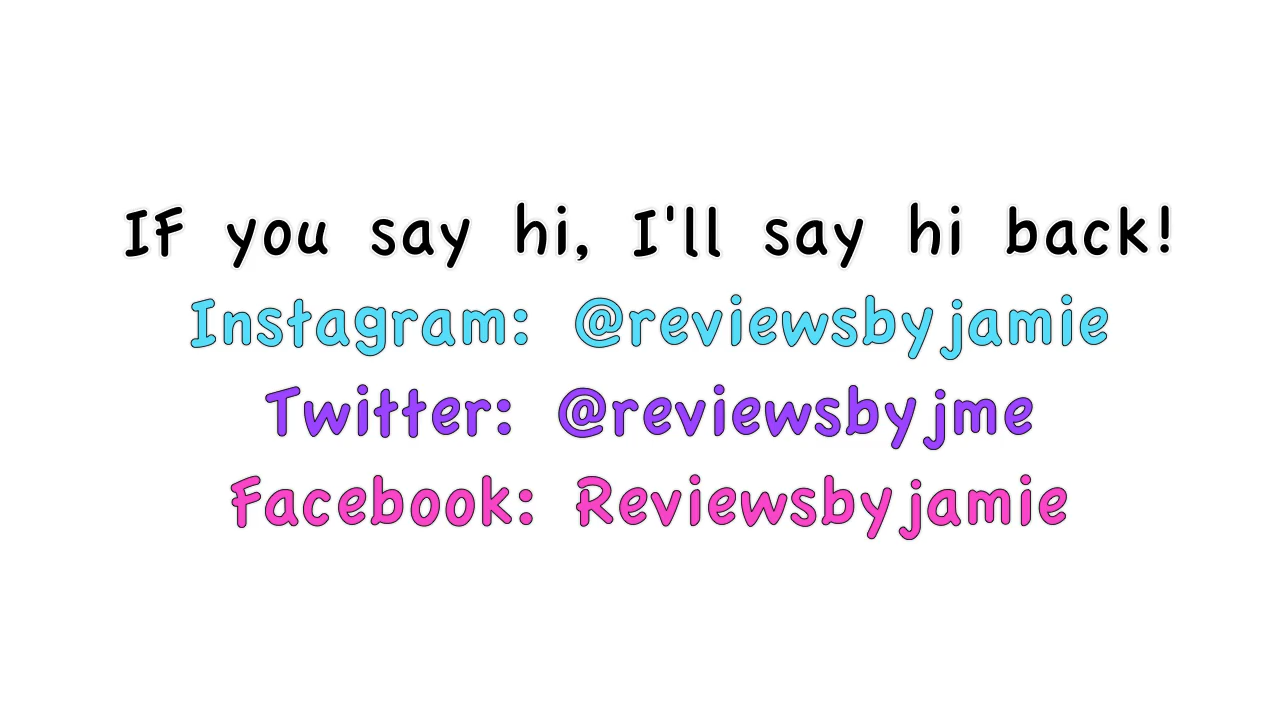 IF you say hi, I'll say hi back!
Instagram: @reviewsbyjamie
Twitter: @reviewsbyjme
Facebook: Reviewsbyjamie